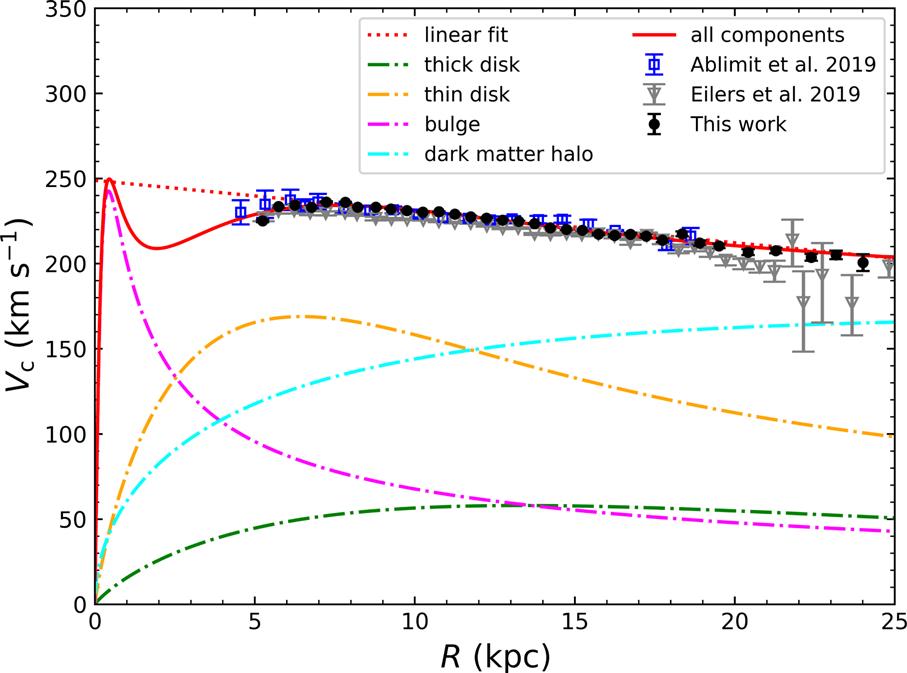 350
300
250
200
150
100
50
0
V_c (km s⁻¹)
linear fit
thick disk
thin disk
bulge
dark matter halo
all components
Ablimit et al. 2019
Eilers et al. 2019
This work
0 5 10 15 20 25
R (kpc)